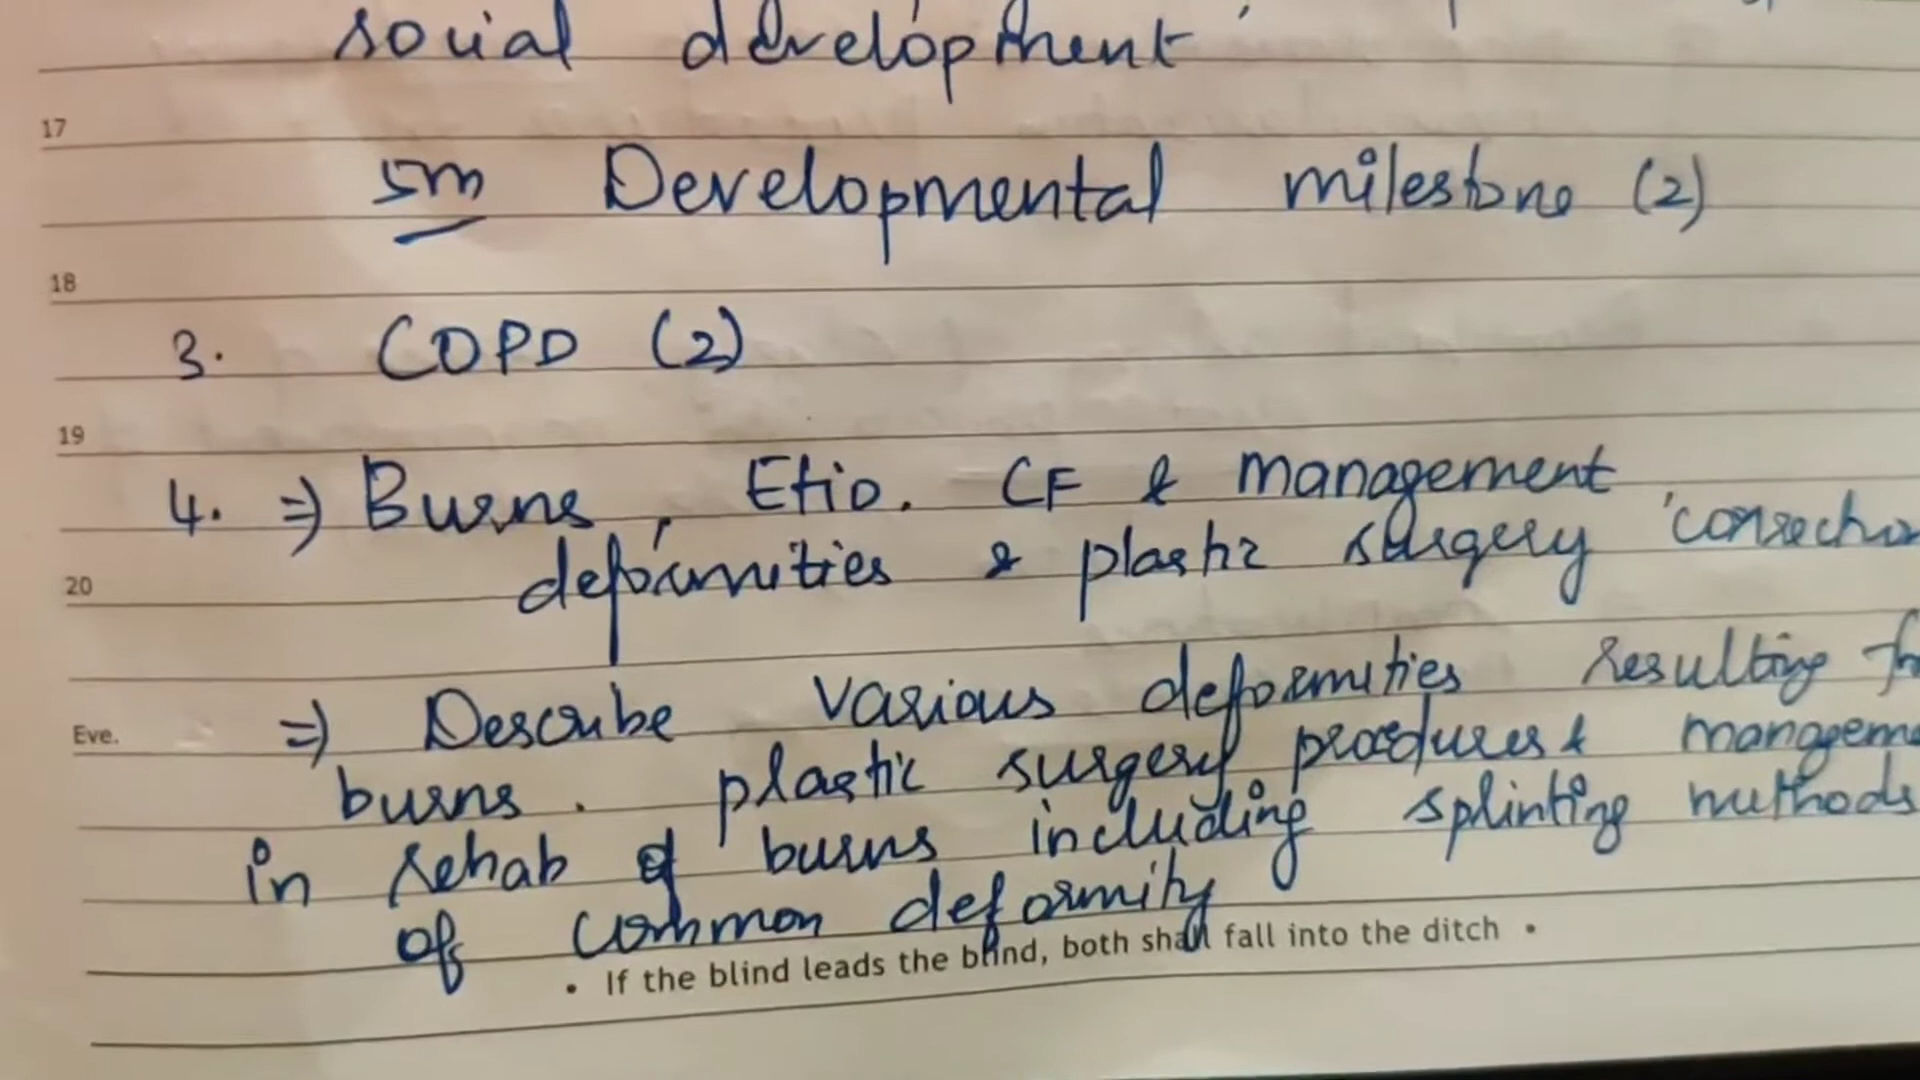 social development
17
5m Developmental milestone (2)
18
3. COPD (2)
19
4. => Burns, Etio. CF & management
deformities & plastic surgery
20
=> Describe various deformities resulting
Eve.
burns. plastic surgery procedures &
in rehab of burns including splinting methods
of common deformity
• If the blind leads the blind, both shall fall into the ditch •